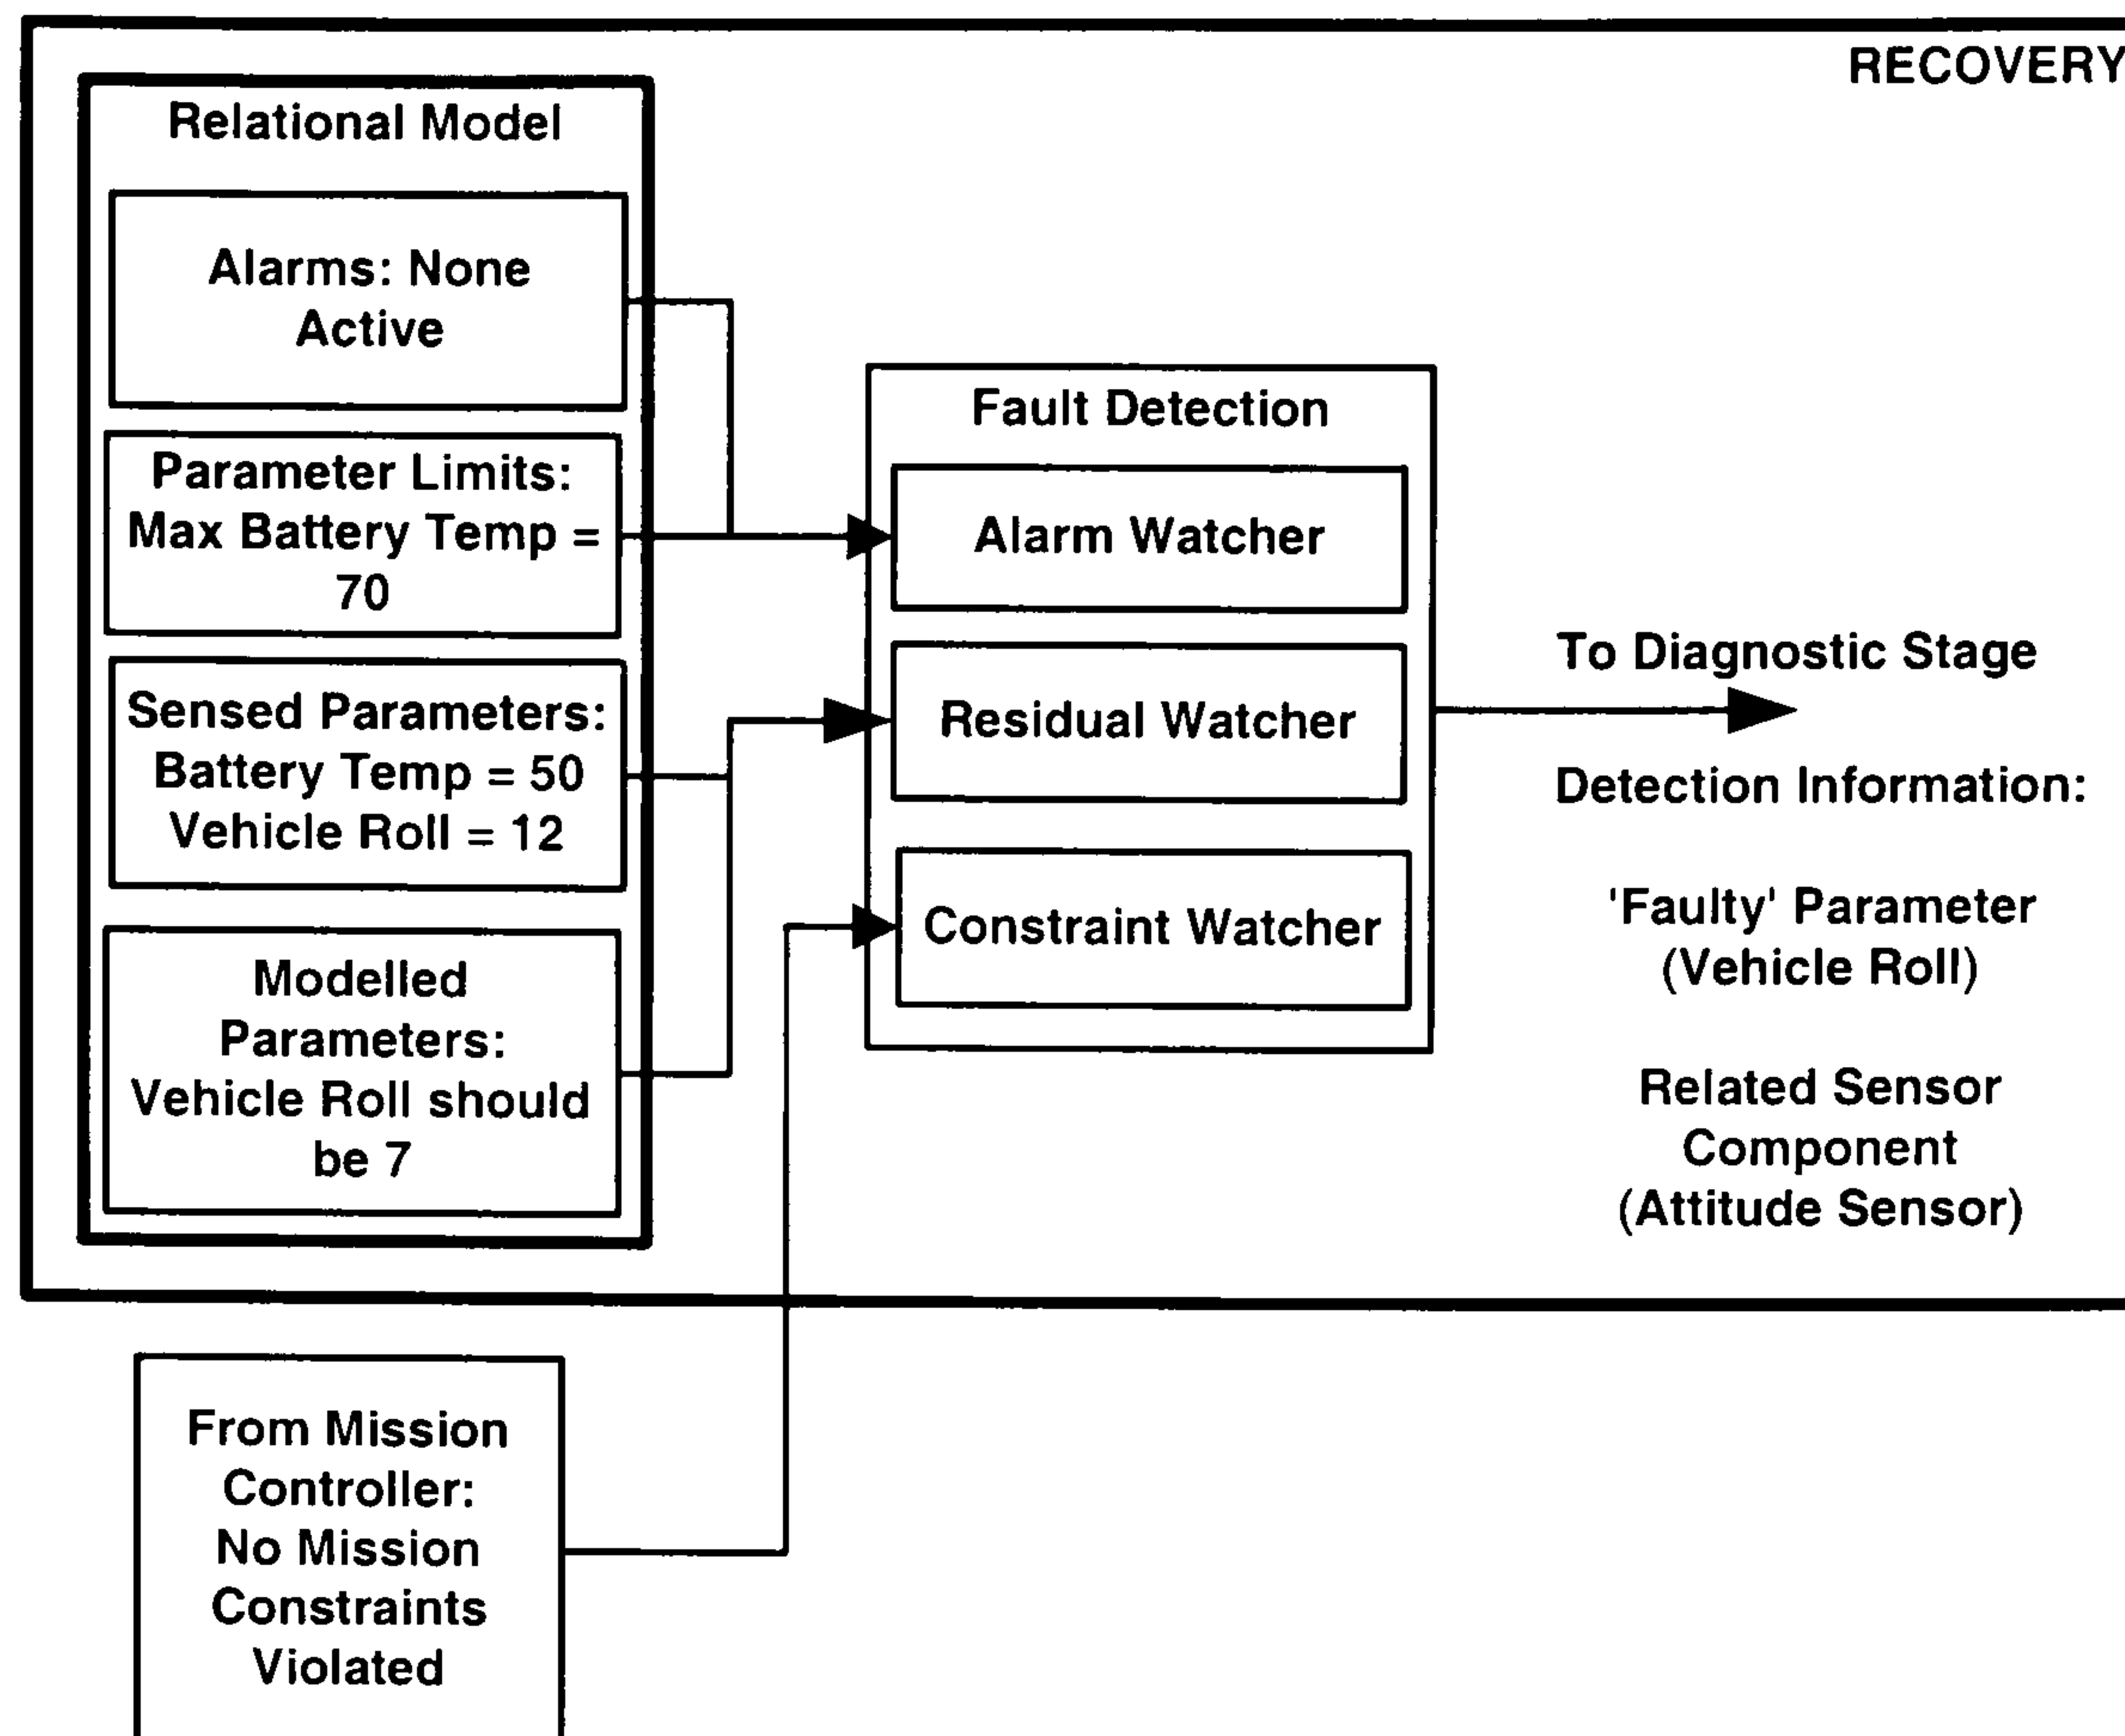 RECOVERY
Relational Model
Alarms: None
Active
Parameter Limits:
Max Battery Temp =
70
Sensed Parameters:
Battery Temp = 50
Vehicle Roll = 12
Modelled
Parameters:
Vehicle Roll should
be 7
Fault Detection
Alarm Watcher
Residual Watcher
Constraint Watcher
To Diagnostic Stage
Detection Information:
'Faulty' Parameter
(Vehicle Roll)
Related Sensor
Component
(Attitude Sensor)
From Mission
Controller:
No Mission
Constraints
Violated